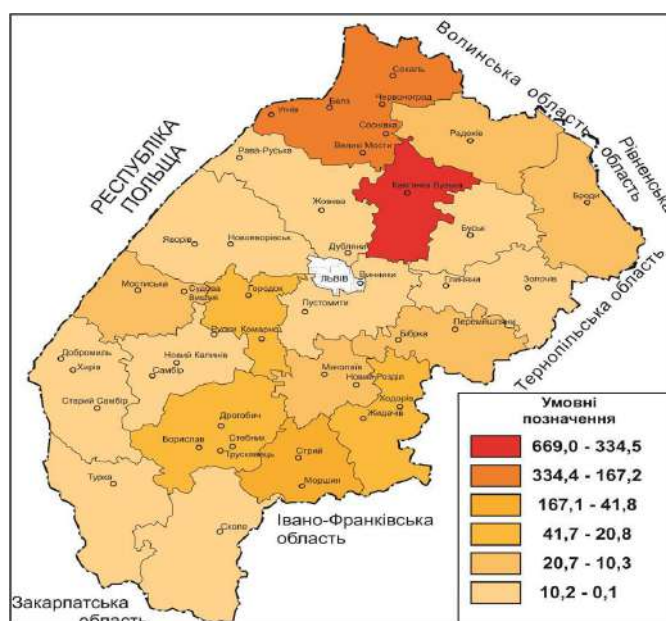 Волинська область
Рівненська область
РЕСПУБЛІКА
ПОЛЬЩА
Сокаль
Червоноград
Белз
Угнів
Соснівка
Великі Мости
Радехів
Рава-Руська
Кам'янка Бузька
Броди
Жовква
Буськ
Яворів
Новояворівськ
Дубляни
ЛЬВІВ
Винники
Глиняни
Золочів
Мостиська
Судова
Вишня
Городок
Пустомити
Тернопільська область
Рудки
Комарно
Бібрка
Перемишляни
Добромиль
Хирів
Новий Калинів
Самбір
Миколаїв
Новий Розділ
Ходорів
Старий Самбір
Жидачів
Дрогобич
Борислав
Стебник
Трускавець
Стрий
Моршин
Турка
Сколе
Івано-Франківська
область
Закарпатська
область
Умовні
позначення
669,0 - 334,5
334,4 - 167,2
167,1 - 41,8
41,7 - 20,8
20,7 - 10,3
10,2 - 0,1